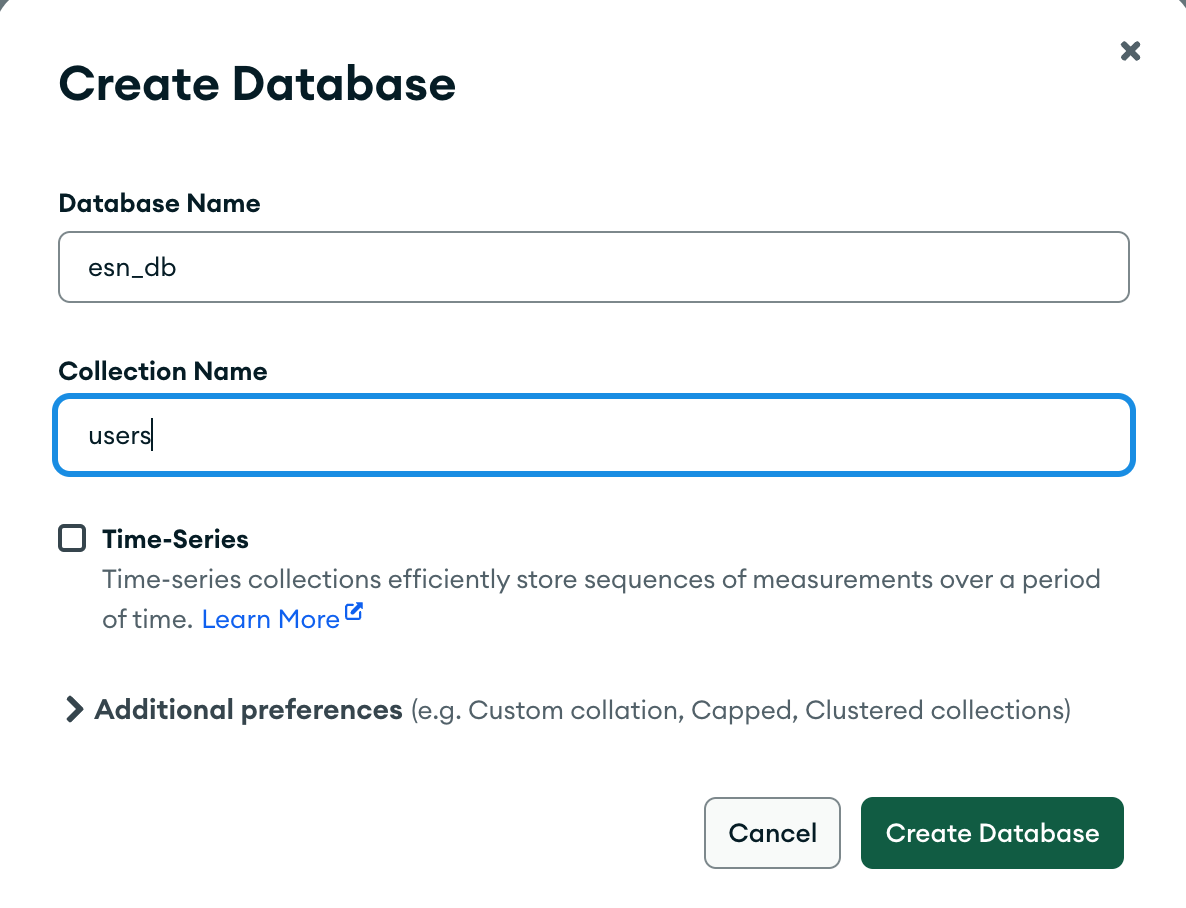 Create Database
Database Name
esn_db
Collection Name
users
Time-Series
Time-series collections efficiently store sequences of measurements over a period
of time. Learn More
Additional preferences (e.g. Custom collation, Capped, Clustered collections)
Cancel
Create Database